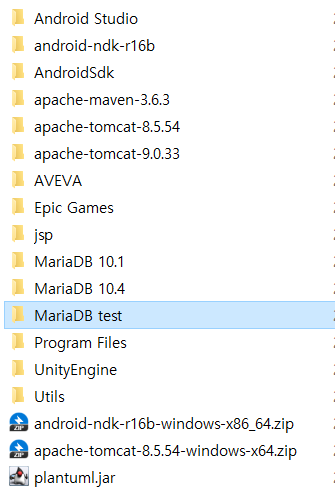 Android Studio
android-ndk-r16b
AndroidSdk
apache-maven-3.6.3
apache-tomcat-8.5.54
apache-tomcat-9.0.33
AVEVA
Epic Games
jsp
MariaDB 10.1
MariaDB 10.4
MariaDB test
Program Files
UnityEngine
Utils
android-ndk-r16b-windows-x86_64.zip
apache-tomcat-8.5.54-windows-x64.zip
plantuml.jar